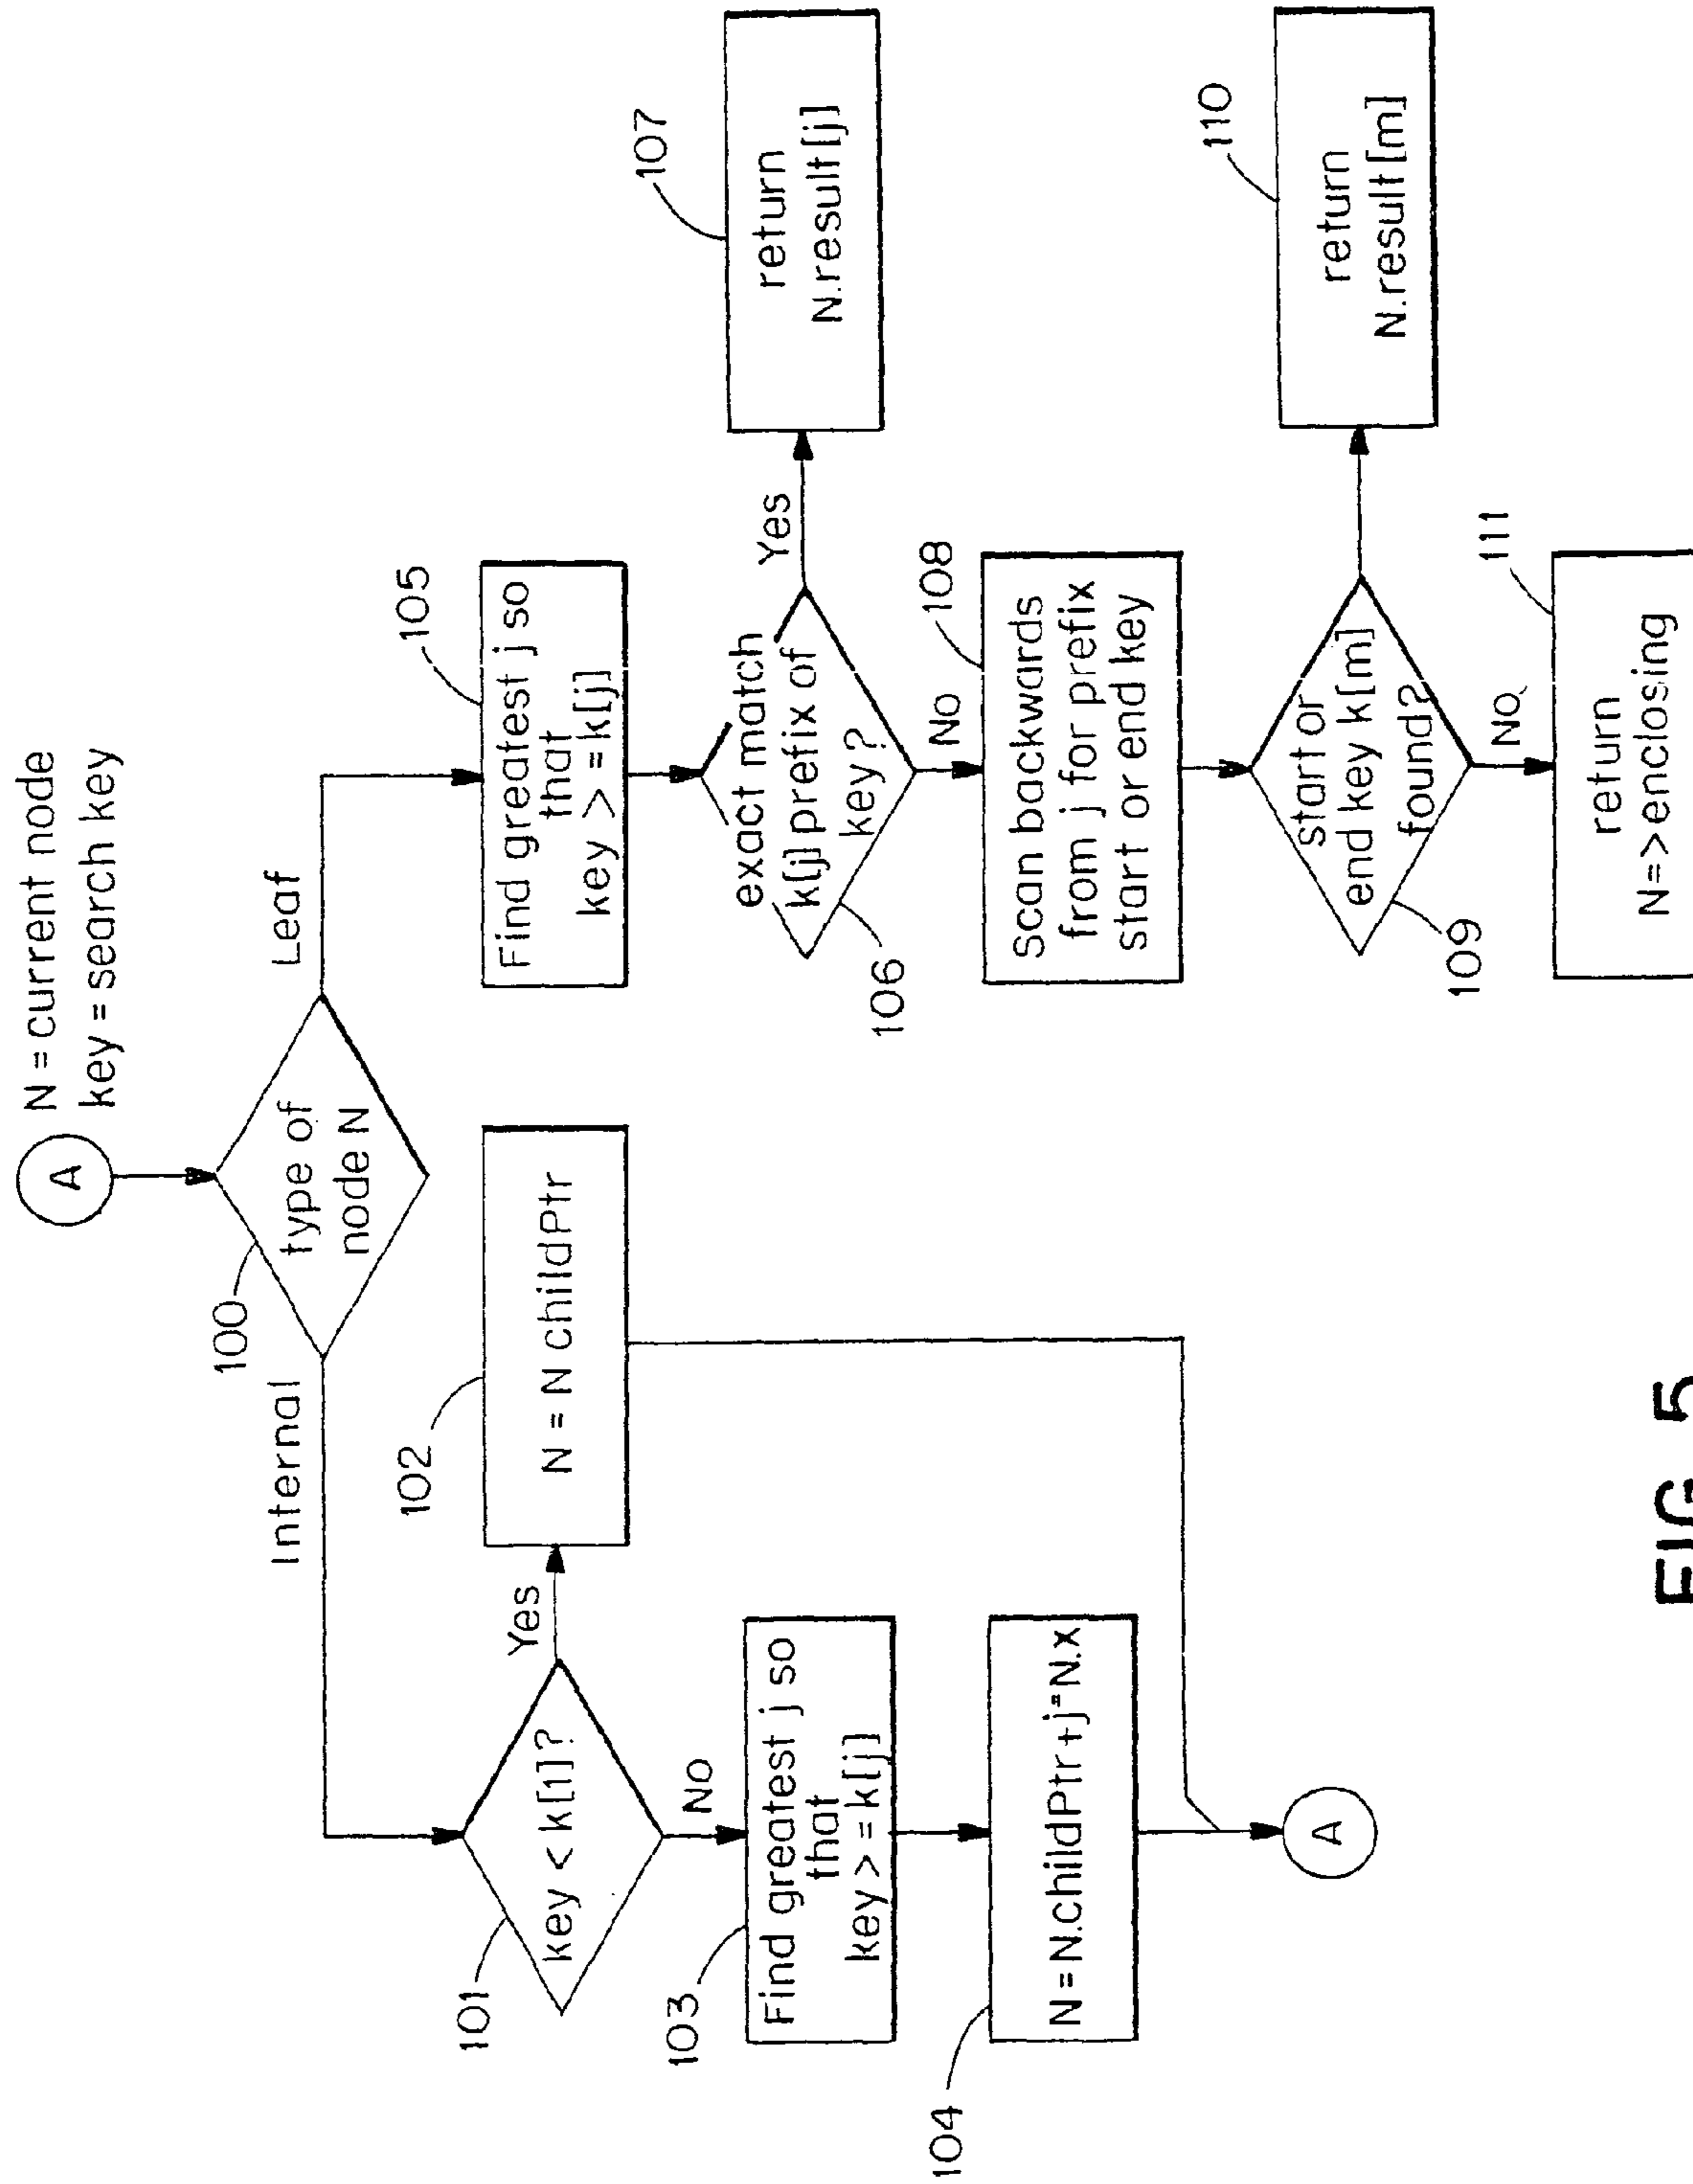 N = current node
key = search key
A
100
type of
node N
Internal
Leaf
101
key < k[1]?
Yes
102
N = N childPtr
No
103
Find greatest j so
that
key > = k[j]
104
N = N.childPtr+j*N.x
A
105
Find greatest j so
that
key > = k[j]
106
exact match
k[j] prefix of
key?
Yes
107
return
N.result[j]
No
108
Scan backwards
from j for prefix
start or end key
109
start or
end key k[m]
found?
110
return
N.result[m]
No
111
return
N=>enclosing
FIG. 5